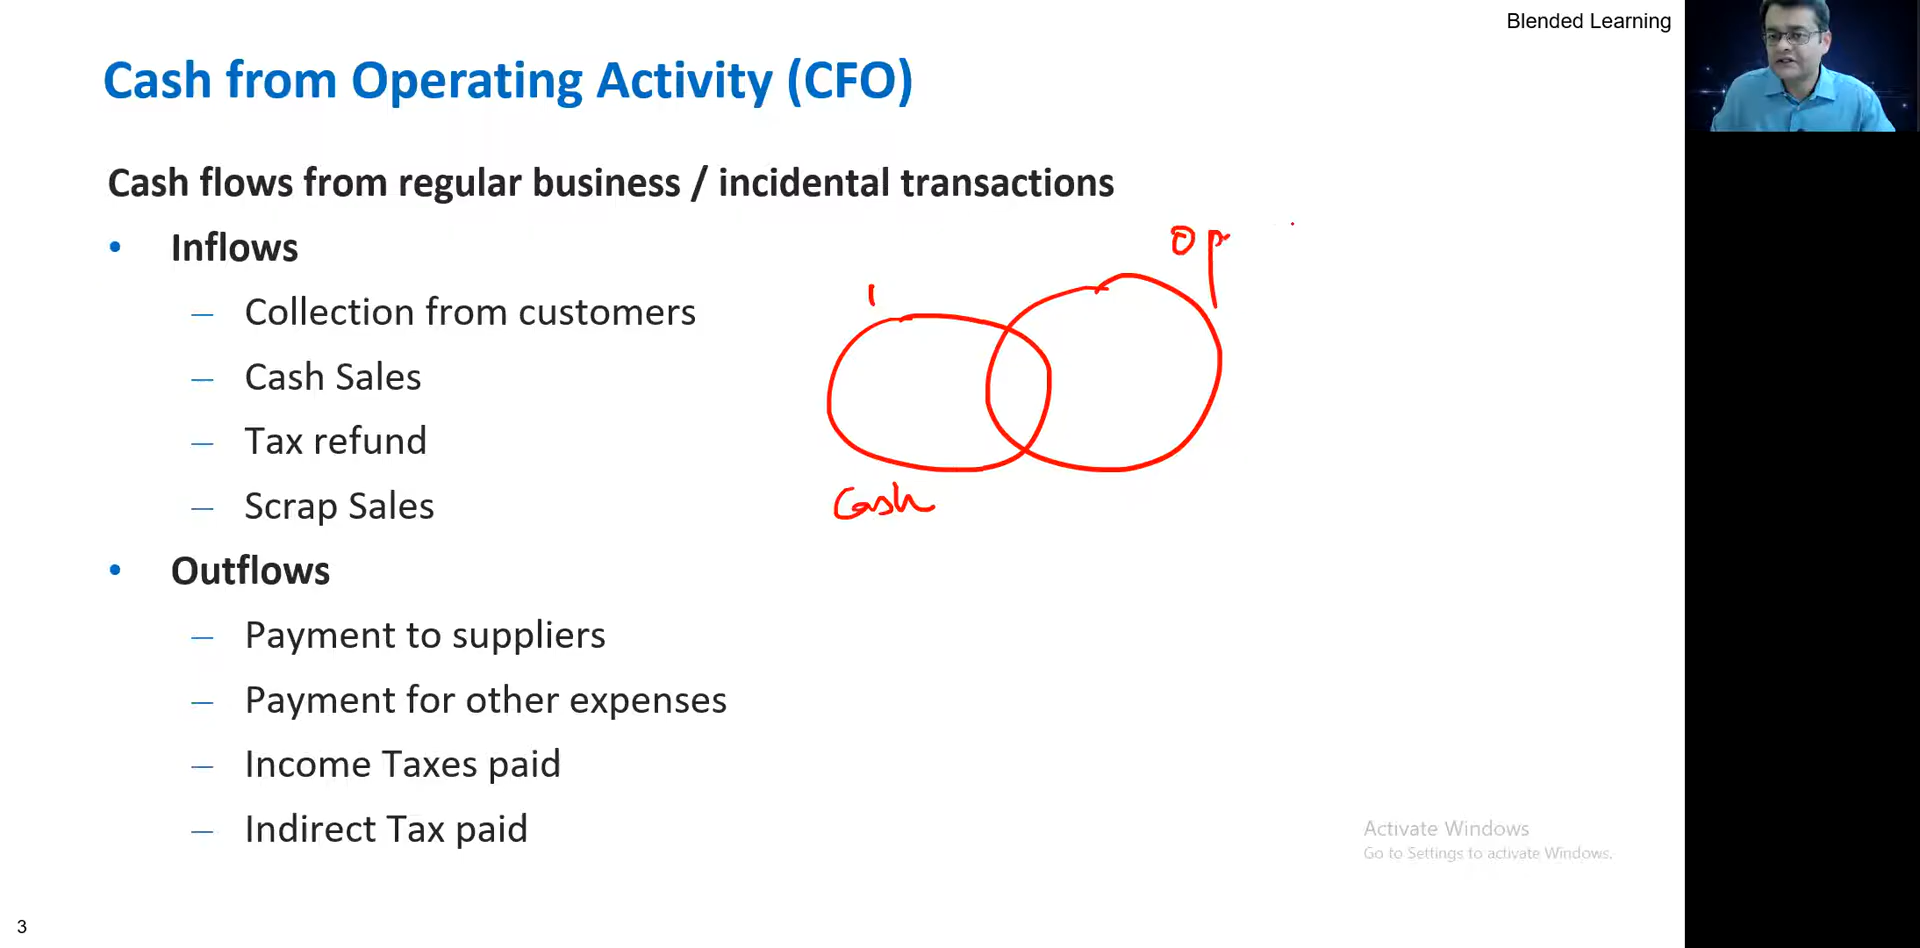 Blended Learning
Cash from Operating Activity (CFO)
Cash flows from regular business / incidental transactions
• Inflows
– Collection from customers
– Cash Sales
– Tax refund
– Scrap Sales
• Outflows
– Payment to suppliers
– Payment for other expenses
– Income Taxes paid
– Indirect Tax paid
Op
Cash
Activate Windows
Go to Settings to activate Windows.
3